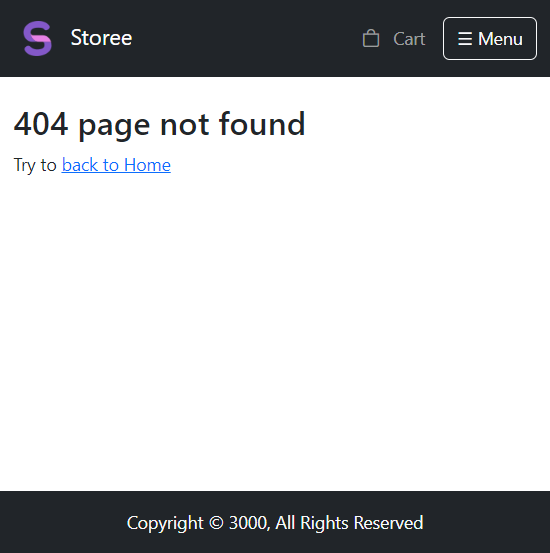 Storee
Cart
☰ Menu
404 page not found
Try to back to Home
Copyright © 3000, All Rights Reserved